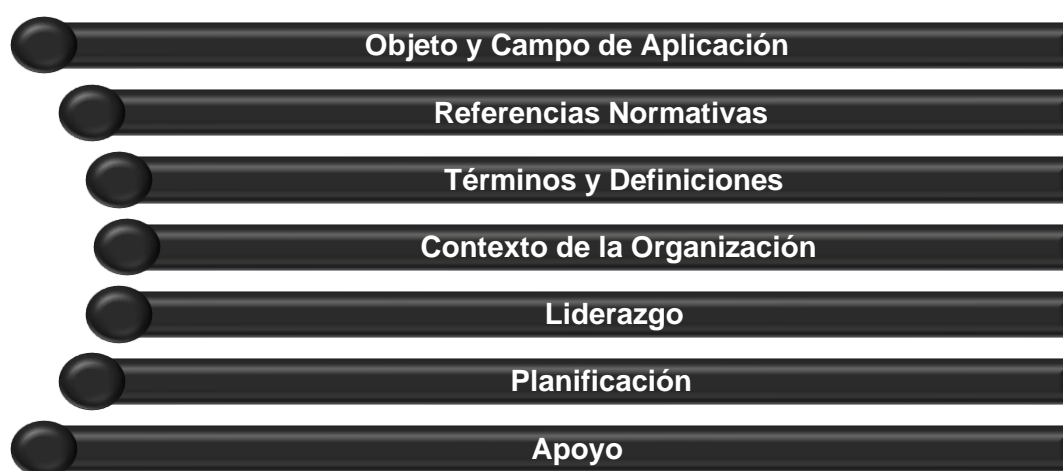 Objeto y Campo de Aplicación
Referencias Normativas
Términos y Definiciones
Contexto de la Organización
Liderazgo
Planificación
Apoyo